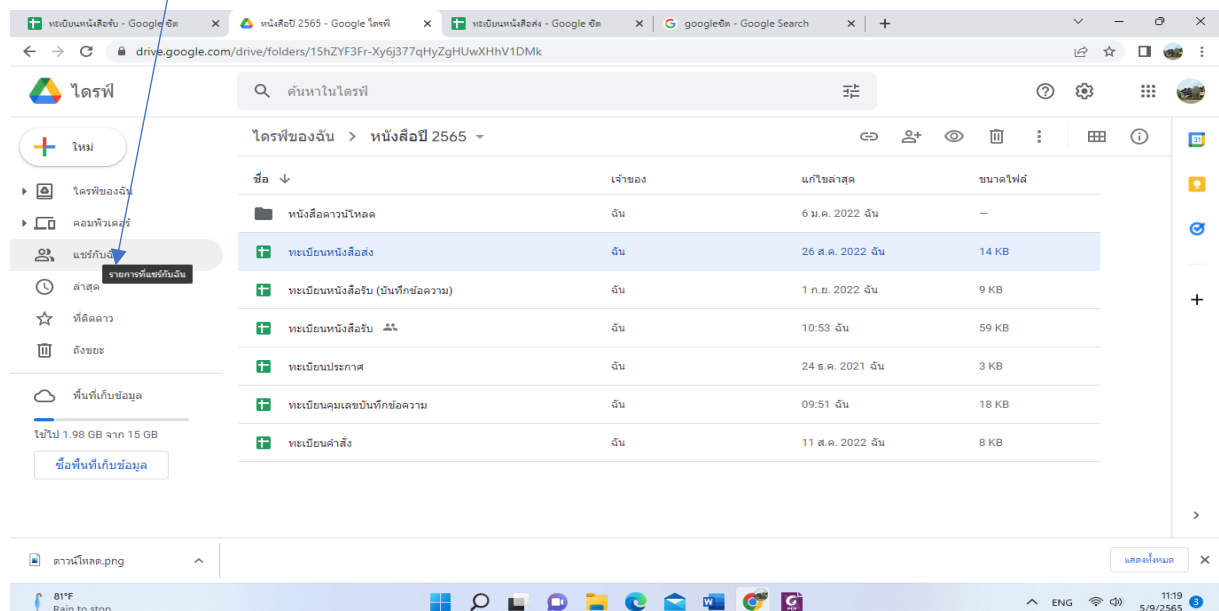 ทะเบียนหนังสือรับ - Google ชีต
หนังสือปี 2565 - Google ไดรฟ์
ทะเบียนหนังสือส่ง - Google ชีต
googleชีต - Google Search
drive.google.com/drive/folders/15hZYF3Fr-Xy6j377qHyZgHUwXHhV1DMk
ไดรฟ์
ค้นหาในไดรฟ์
ใหม่
ไดรฟ์ของฉัน > หนังสือปี 2565
31
ไดรฟ์ของฉัน
คอมพิวเตอร์
แชร์กับฉัน
รายการที่แชร์กับฉัน
ล่าสุด
ที่ติดดาว
ถังขยะ
พื้นที่เก็บข้อมูล
ใช้ไป 1.98 GB จาก 15 GB
ซื้อพื้นที่เก็บข้อมูล
ชื่อ เจ้าของ แก้ไขล่าสุด ขนาดไฟล์
หนังสือดาวน์โหลด ฉัน 6 ม.ค. 2022 ฉัน —
ทะเบียนหนังสือส่ง ฉัน 26 ส.ค. 2022 ฉัน 14 KB
ทะเบียนหนังสือรับ (บันทึกข้อความ) ฉัน 1 ก.ย. 2022 ฉัน 9 KB
ทะเบียนหนังสือรับ ฉัน 10:53 ฉัน 59 KB
ทะเบียนประกาศ ฉัน 24 ธ.ค. 2021 ฉัน 3 KB
ทะเบียนคุมเลขบันทึกข้อความ ฉัน 09:51 ฉัน 18 KB
ทะเบียนคำสั่ง ฉัน 11 ส.ค. 2022 ฉัน 8 KB
ดาวน์โหลด.png
แสดงทั้งหมด
81°F
Rain to stop
ENG
11:19
5/9/2565
3